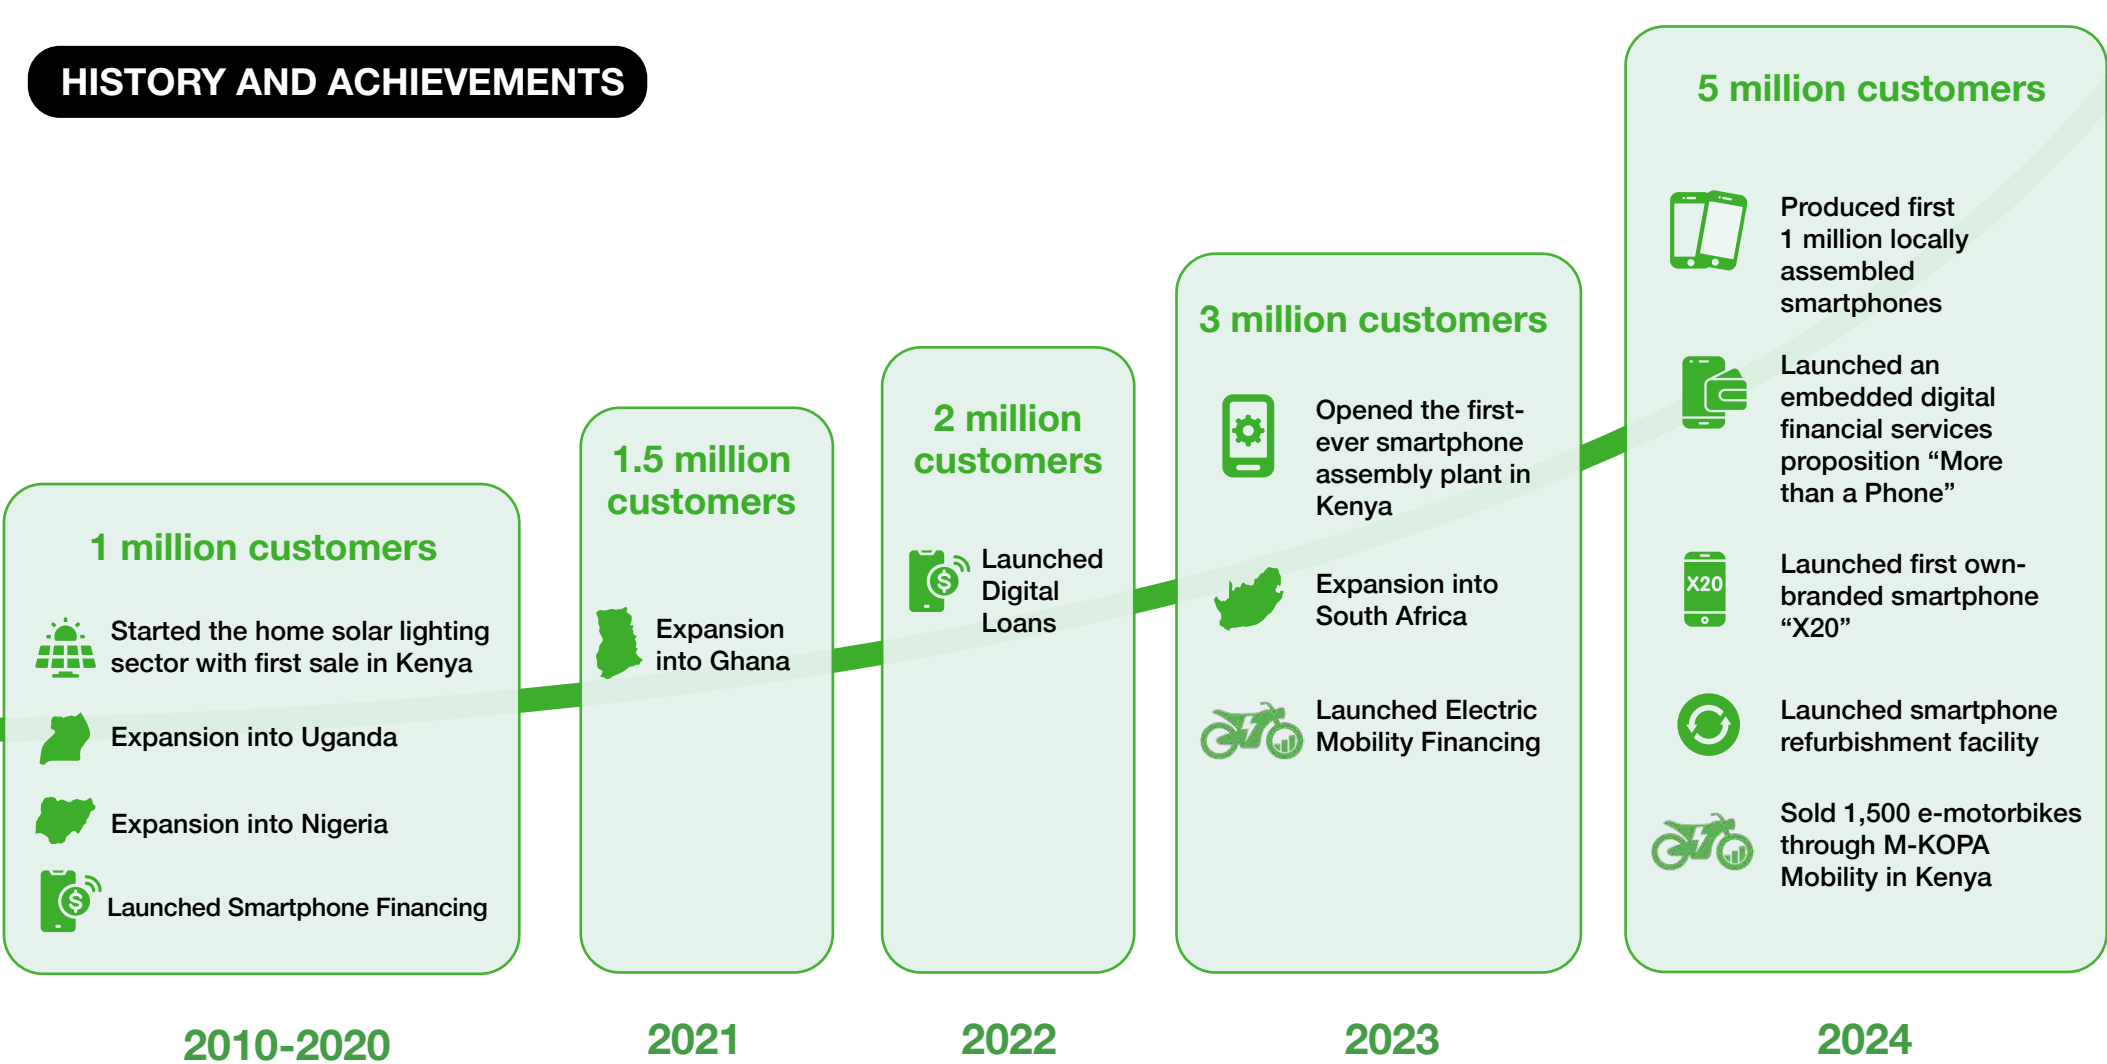 HISTORY AND ACHIEVEMENTS
1 million customers
Started the home solar lighting
sector with first sale in Kenya
Expansion into Uganda
Expansion into Nigeria
Launched Smartphone Financing
2010-2020
1.5 million
customers
Expansion
into Ghana
2021
2 million
customers
Launched
Digital
Loans
2022
3 million customers
Opened the first-
ever smartphone
assembly plant in
Kenya
Expansion into
South Africa
Launched Electric
Mobility Financing
2023
5 million customers
Produced first
1 million locally
assembled
smartphones
Launched an
embedded digital
financial services
proposition “More
than a Phone”
X20
Launched first own-
branded smartphone
“X20”
Launched smartphone
refurbishment facility
Sold 1,500 e-motorbikes
through M-KOPA
Mobility in Kenya
2024